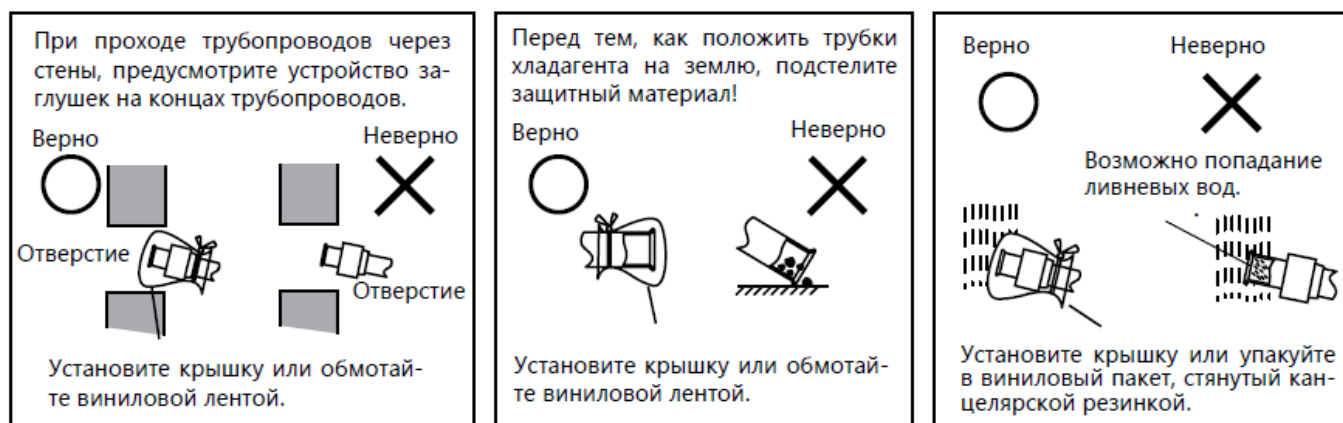 При проходе трубопроводов через
стены, предусмотрите устройство за-
глушек на концах трубопроводов.
Верно
Неверно
Отверстие
Отверстие
Установите крышку или обмотай-
те виниловой лентой.
Перед тем, как положить трубки
хладагента на землю, подстелите
защитный материал!
Верно
Неверно
Установите крышку или обмотай-
те виниловой лентой.
Верно
Неверно
Возможно попадание
ливневых вод.
Установите крышку или упакуйте
в виниловый пакет, стянутый кан-
целярской резинкой.